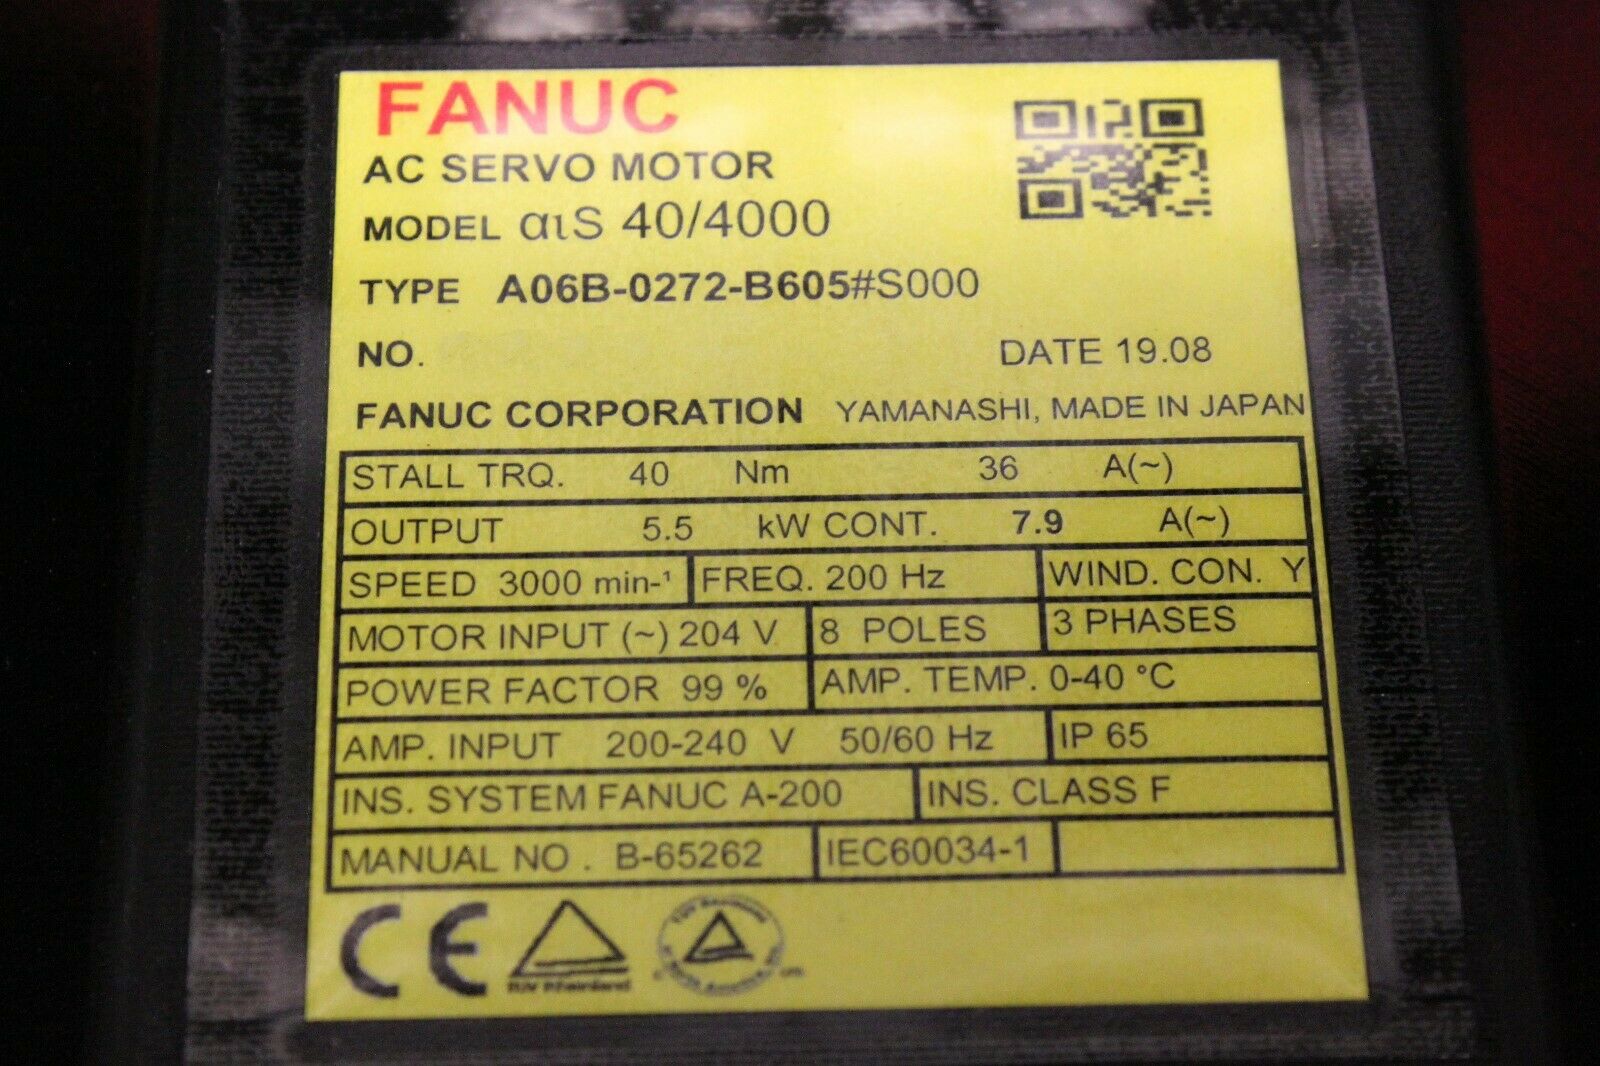 FANUC
AC SERVO MOTOR
MODEL αιS 40/4000
TYPE A06B-0272-B605#S000
NO. DATE 19.08
FANUC CORPORATION YAMANASHI, MADE IN JAPAN
STALL TRQ. 40 Nm 36 A(~)
OUTPUT 5.5 kW CONT. 7.9 A(~)
SPEED 3000 min-¹ FREQ. 200 Hz WIND. CON. Y
MOTOR INPUT (~) 204 V 8 POLES 3 PHASES
POWER FACTOR 99 % AMP. TEMP. 0-40 °C
AMP. INPUT 200-240 V 50/60 Hz IP 65
INS. SYSTEM FANUC A-200 INS. CLASS F
MANUAL NO . B-65262 IEC60034-1
CE